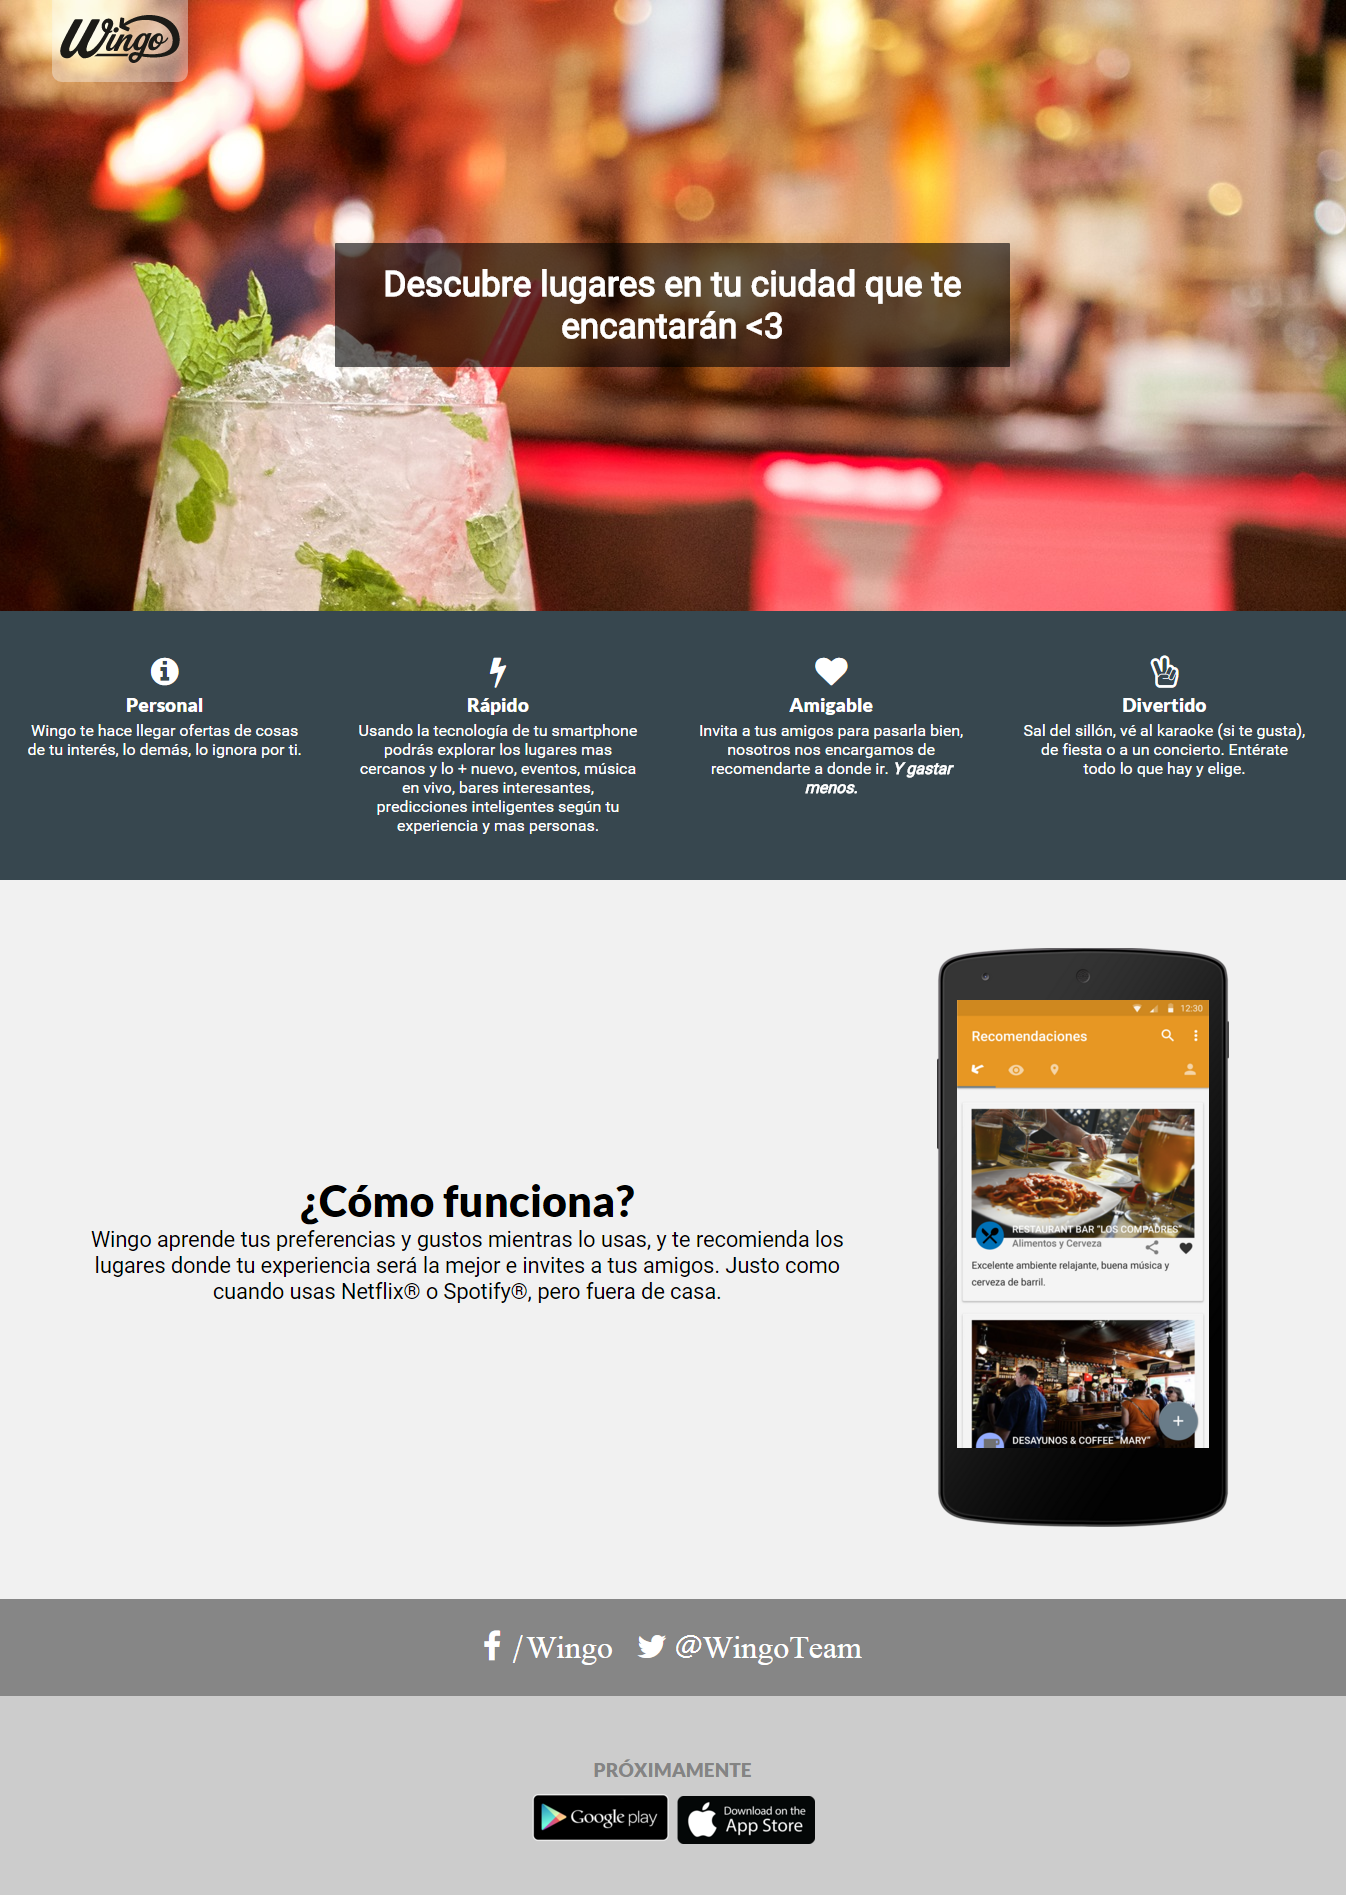 Wingo
Descubre lugares en tu ciudad que te
encantarán <3
Personal
Wingo te hace llegar ofertas de cosas
de tu interés, lo demás, lo ignora por ti.
Rápido
Usando la tecnología de tu smartphone
podrás explorar los lugares mas
cercanos y lo + nuevo, eventos, música
en vivo, bares interesantes,
predicciones inteligentes según tu
experiencia y mas personas.
Amigable
Invita a tus amigos para pasarla bien,
nosotros nos encargamos de
recomendarte a donde ir. Y gastar
menos.
Divertido
Sal del sillón, vé al karaoke (si te gusta),
de fiesta o a un concierto. Entérate
todo lo que hay y elige.
¿Cómo funciona?
Wingo aprende tus preferencias y gustos mientras lo usas, y te recomienda los
lugares donde tu experiencia será la mejor e invites a tus amigos. Justo como
cuando usas Netflix® o Spotify®, pero fuera de casa.
12:30
Recomendaciones
RESTAURANT BAR "LOS COMPADRES"
Alimentos y Cerveza
Excelente ambiente relajante, buena música y
cerveza de barril.
DESAYUNOS & COFFEE "MARY"
/Wingo @WingoTeam
PRÓXIMAMENTE
Google play
Download on the
App Store